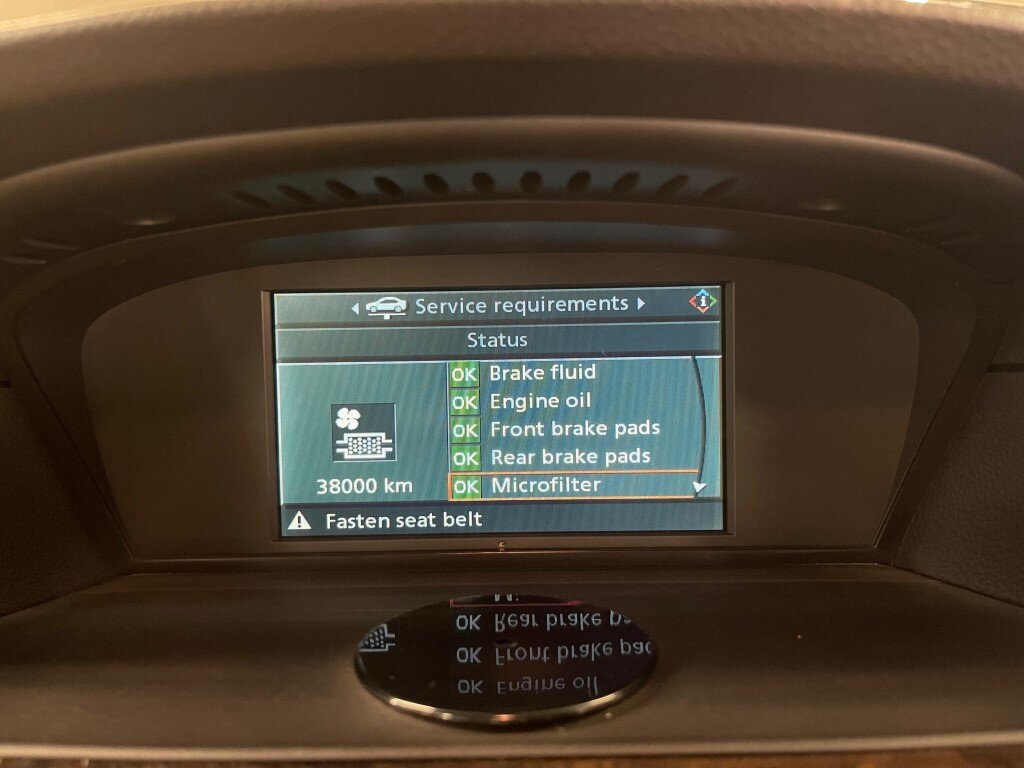 Service requirements
Status
OK Brake fluid
OK Engine oil
OK Front brake pads
OK Rear brake pads
38000 km
OK Microfilter
Fasten seat belt
OK Rear brake pa
OK Front brake pad
OK Engine oil